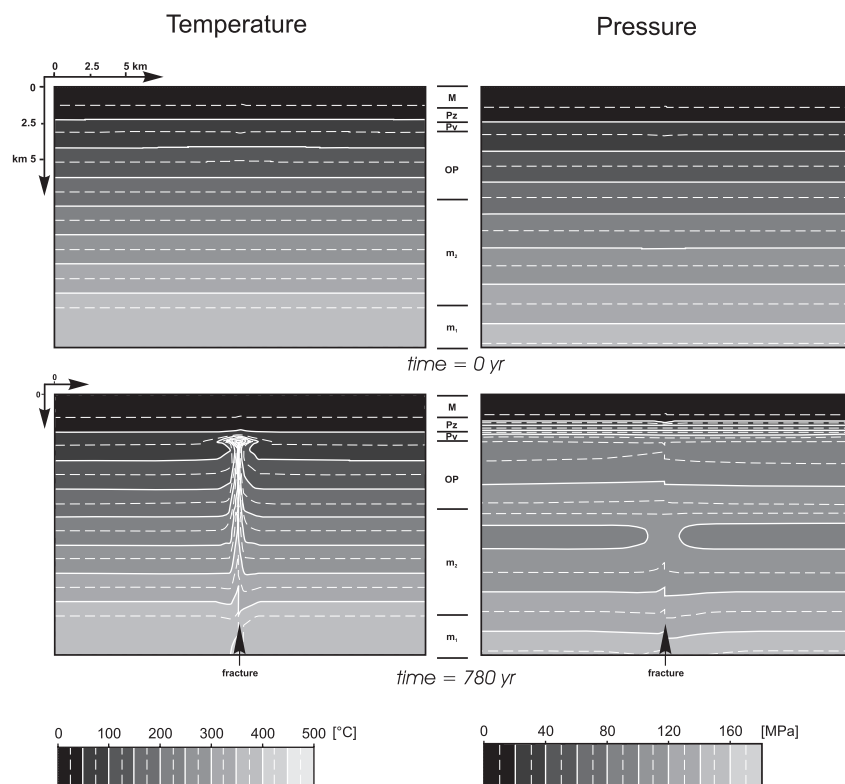 Temperature
Pressure
0 2.5 5 km
0
2.5
km 5
M
Pz
Pv
OP
m₂
m₁
time = 0 yr
0
0
M
Pz
Pv
OP
m₂
m₁
fracture
fracture
time = 780 yr
0 100 200 300 400 500 [°C]
0 40 80 120 160 [MPa]